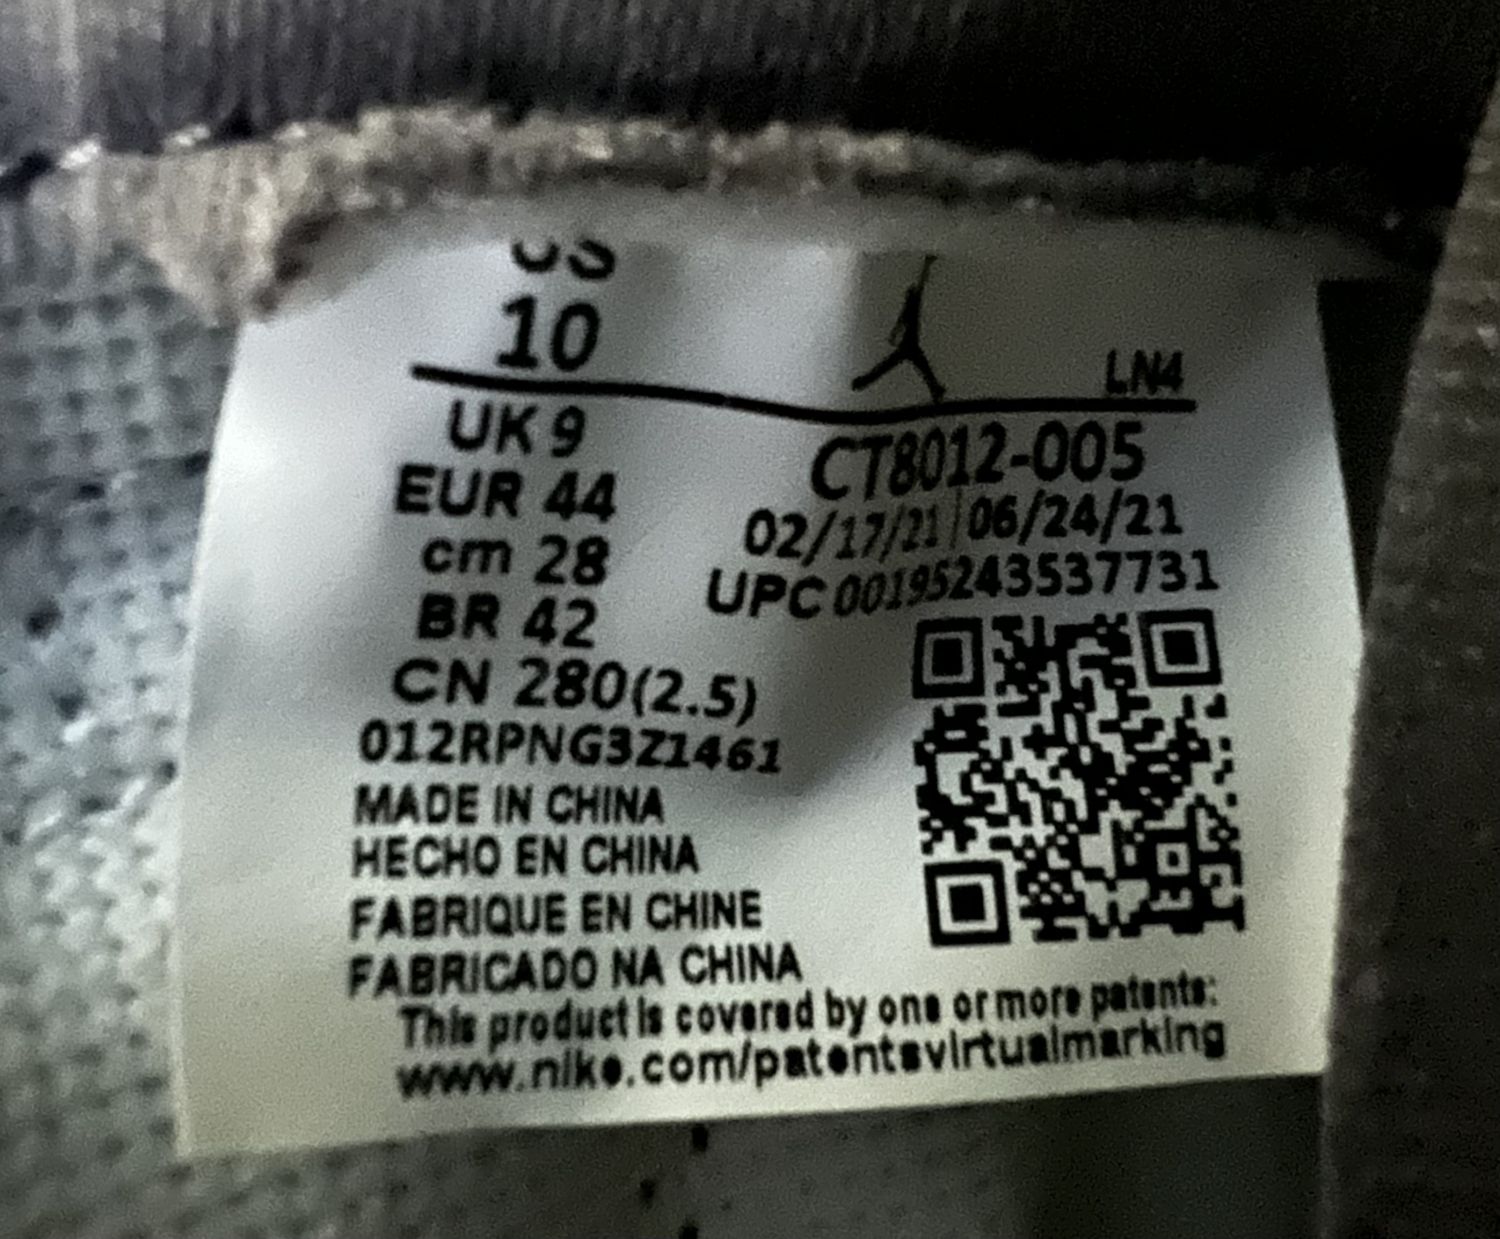 US
10
LN4
UK 9
EUR 44
cm 28
BR 42
CN 280(2.5)
CT8012-005
02/17/21 | 06/24/21
UPC 00195243537731
012RPNG3Z1461
MADE IN CHINA
HECHO EN CHINA
FABRIQUE EN CHINE
FABRICADO NA CHINA
This product is covered by one or more patents:
www.nike.com/patentsvirtualmarking